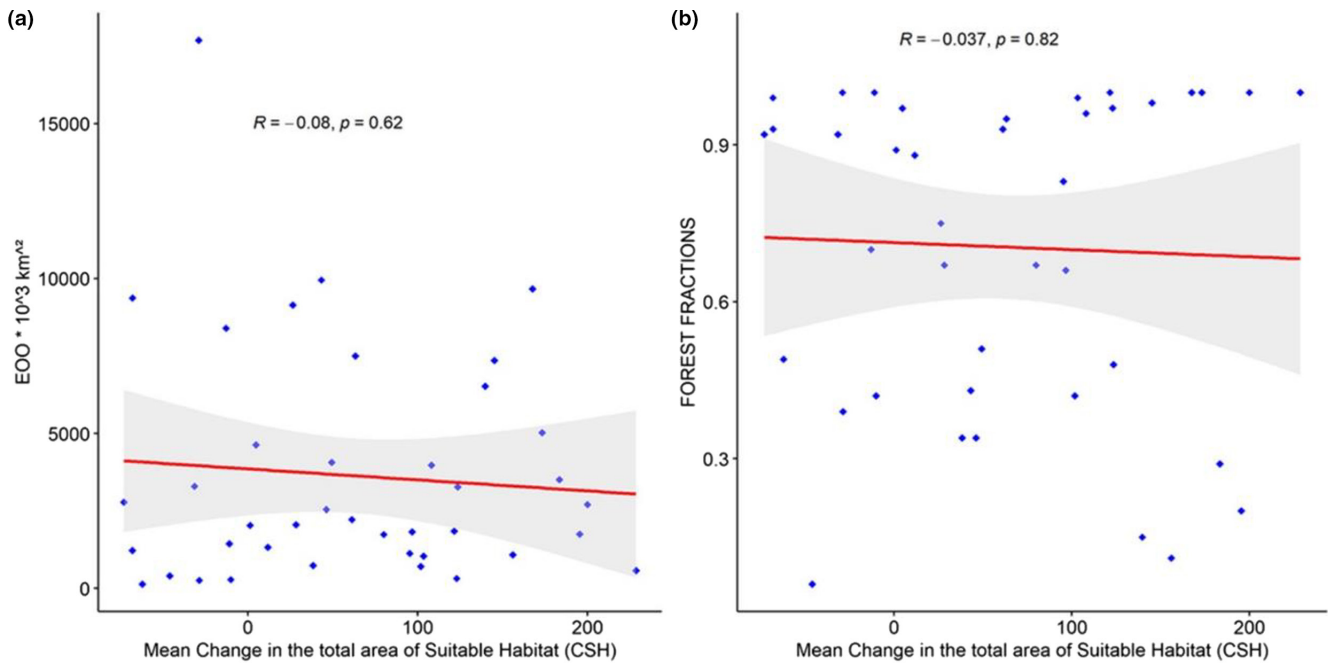 (a)
R = −0.08, p = 0.62
15000
10000
5000
0
EOO * 10^3 km^²
0 100 200
Mean Change in the total area of Suitable Habitat (CSH)
(b)
R = −0.037, p = 0.82
0.9
0.6
0.3
FOREST FRACTIONS
0 100 200
Mean Change in the total area of Suitable Habitat (CSH)